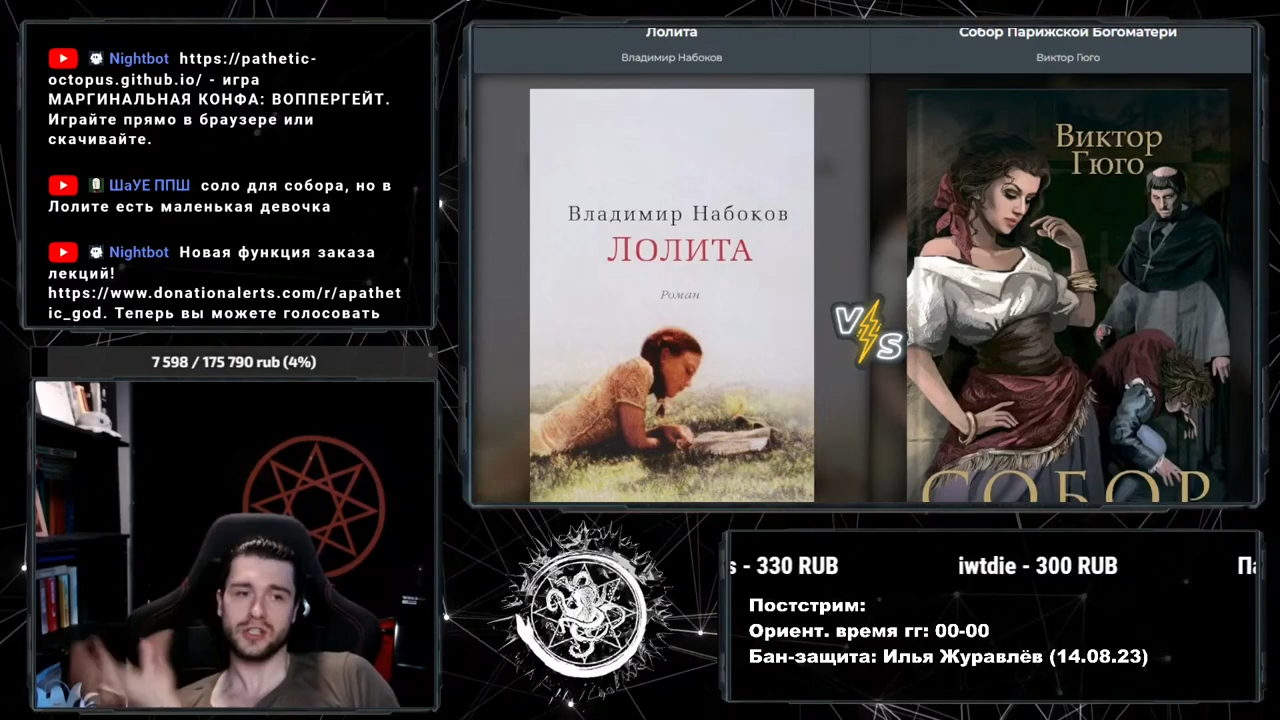 Nightbot https://pathetic-
octopus.github.io/ - игра
МАРГИНАЛЬНАЯ КОНФА: ВОППЕРГЕЙТ.
Играйте прямо в браузере или
скачивайте.
ШаУЕ ППШ соло для собора, но в
Лолите есть маленькая девочка
Nightbot Новая функция заказа
лекций!
https://www.donationalerts.com/r/apathet
ic_god. Теперь вы можете голосовать
7 598 / 175 790 rub (4%)
Лолита
Владимир Набоков
Собор Парижской Богоматери
Виктор Гюго
Владимир Набоков
ЛОЛИТА
Роман
VS
Виктор
Гюго
СОБОР
s - 330 RUB
iwtdie - 300 RUB
Па
Постстрим:
Ориент. время гг: 00-00
Бан-защита: Илья Журавлёв (14.08.23)